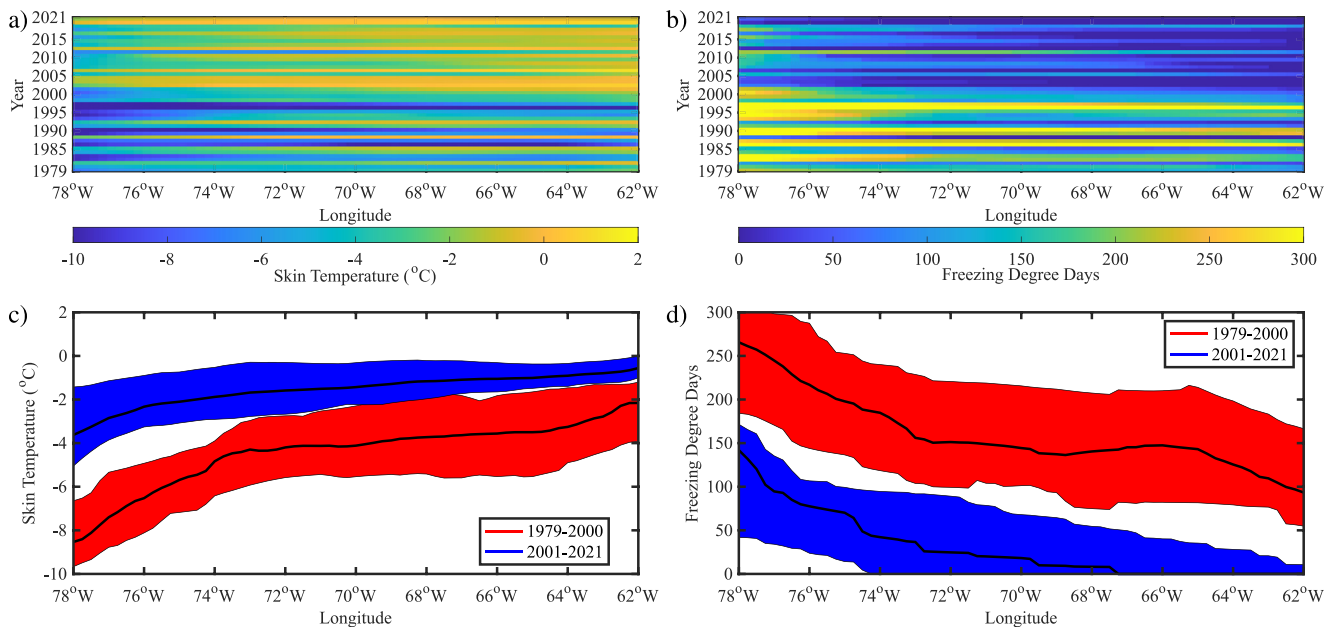 a)
2021
2015
2010
2005
2000
1995
1990
1985
1979
Year
78°W 76°W 74°W 72°W 70°W 68°W 66°W 64°W 62°W
Longitude
-10 -8 -6 -4 -2 0 2
Skin Temperature (°C)
b)
2021
2015
2010
2005
2000
1995
1990
1985
1979
Year
78°W 76°W 74°W 72°W 70°W 68°W 66°W 64°W 62°W
Longitude
0 50 100 150 200 250 300
Freezing Degree Days
c)
2
0
-2
-4
-6
-8
-10
Skin Temperature (°C)
1979-2000
2001-2021
78°W 76°W 74°W 72°W 70°W 68°W 66°W 64°W 62°W
Longitude
d)
300
250
200
150
100
50
0
Freezing Degree Days
1979-2000
2001-2021
78°W 76°W 74°W 72°W 70°W 68°W 66°W 64°W 62°W
Longitude